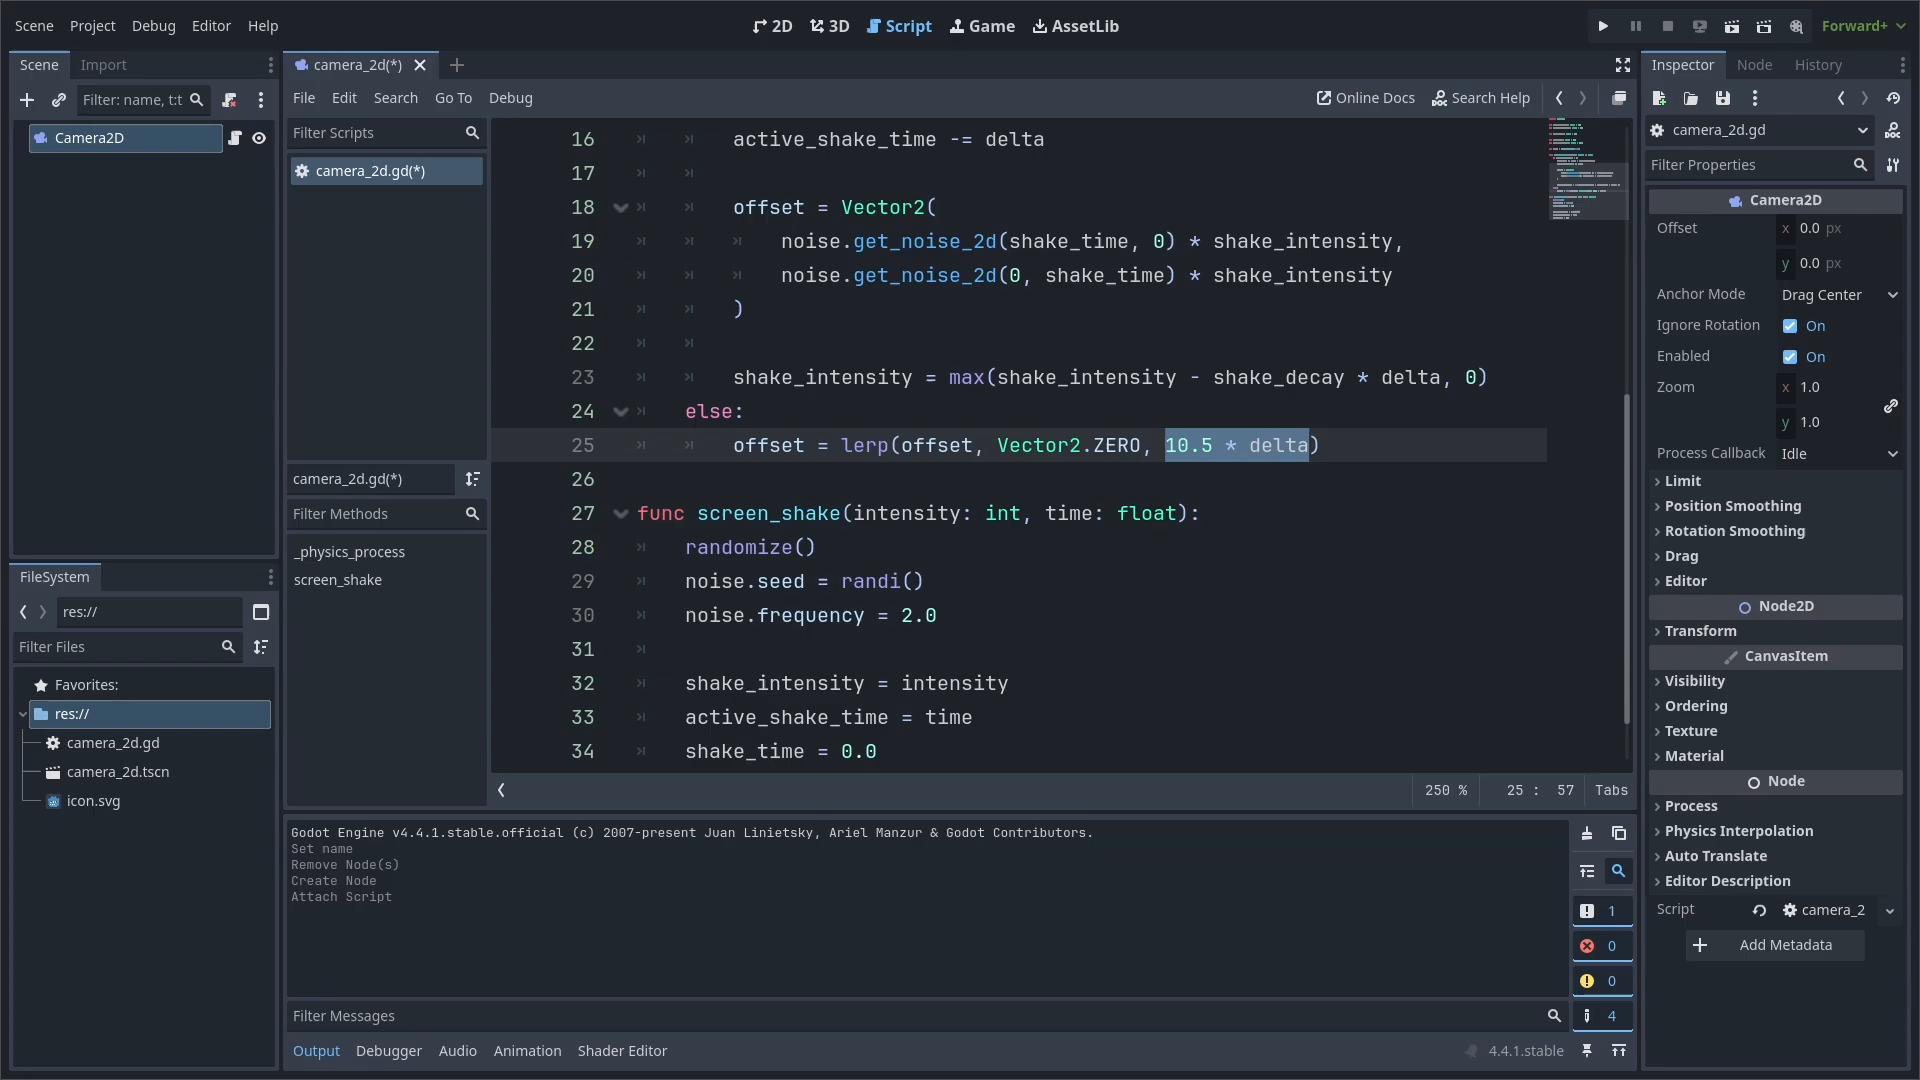 Scene Project Debug Editor Help
2D 3D Script Game AssetLib
Forward+
Scene Import
Filter: name, t:t
Camera2D
FileSystem
res://
Filter Files
Favorites:
res://
camera_2d.gd
camera_2d.tscn
icon.svg
camera_2d(*)
File Edit Search Go To Debug
Online Docs Search Help
Filter Scripts
camera_2d.gd(*)
camera_2d.gd(*)
Filter Methods
_physics_process
screen_shake
16 active_shake_time -= delta
17
18 offset = Vector2(
19 noise.get_noise_2d(shake_time, 0) * shake_intensity,
20 noise.get_noise_2d(0, shake_time) * shake_intensity
21 )
22
23 shake_intensity = max(shake_intensity - shake_decay * delta, 0)
24 else:
25 offset = lerp(offset, Vector2.ZERO, 10.5 * delta)
26
27 func screen_shake(intensity: int, time: float):
28 randomize()
29 noise.seed = randi()
30 noise.frequency = 2.0
31
32 shake_intensity = intensity
33 active_shake_time = time
34 shake_time = 0.0
250 % 25 : 57 Tabs
Godot Engine v4.4.1.stable.official (c) 2007-present Juan Linietsky, Ariel Manzur & Godot Contributors.
Set name
Remove Node(s)
Create Node
Attach Script
1
0
0
4
Filter Messages
Output Debugger Audio Animation Shader Editor
4.4.1.stable
Inspector Node History
camera_2d.gd
Filter Properties
Camera2D
Offset x 0.0 px
y 0.0 px
Anchor Mode Drag Center
Ignore Rotation On
Enabled On
Zoom x 1.0
y 1.0
Process Callback Idle
Limit
Position Smoothing
Rotation Smoothing
Drag
Editor
Node2D
Transform
CanvasItem
Visibility
Ordering
Texture
Material
Node
Process
Physics Interpolation
Auto Translate
Editor Description
Script camera_2
Add Metadata